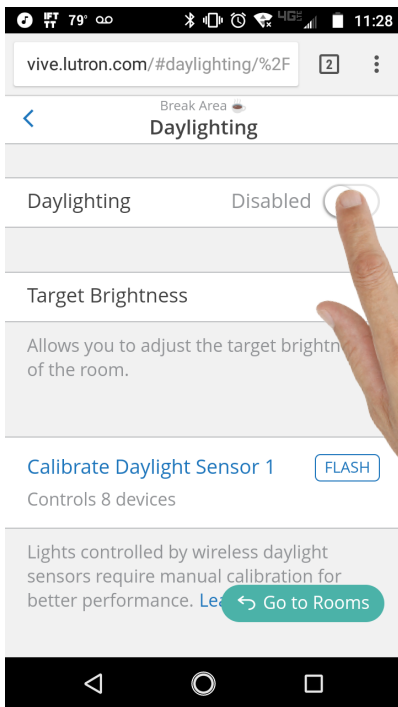 IF
TT
79°
4G
11:28
vive.lutron.com/#daylighting/%2F
2
Break Area ☕
Daylighting
Daylighting Disabled
Target Brightness
Allows you to adjust the target
of the room.
Calibrate Daylight Sensor 1 FLASH
Controls 8 devices
Lights controlled by wireless daylight
sensors require manual calibration for
better performance.
Go to Rooms